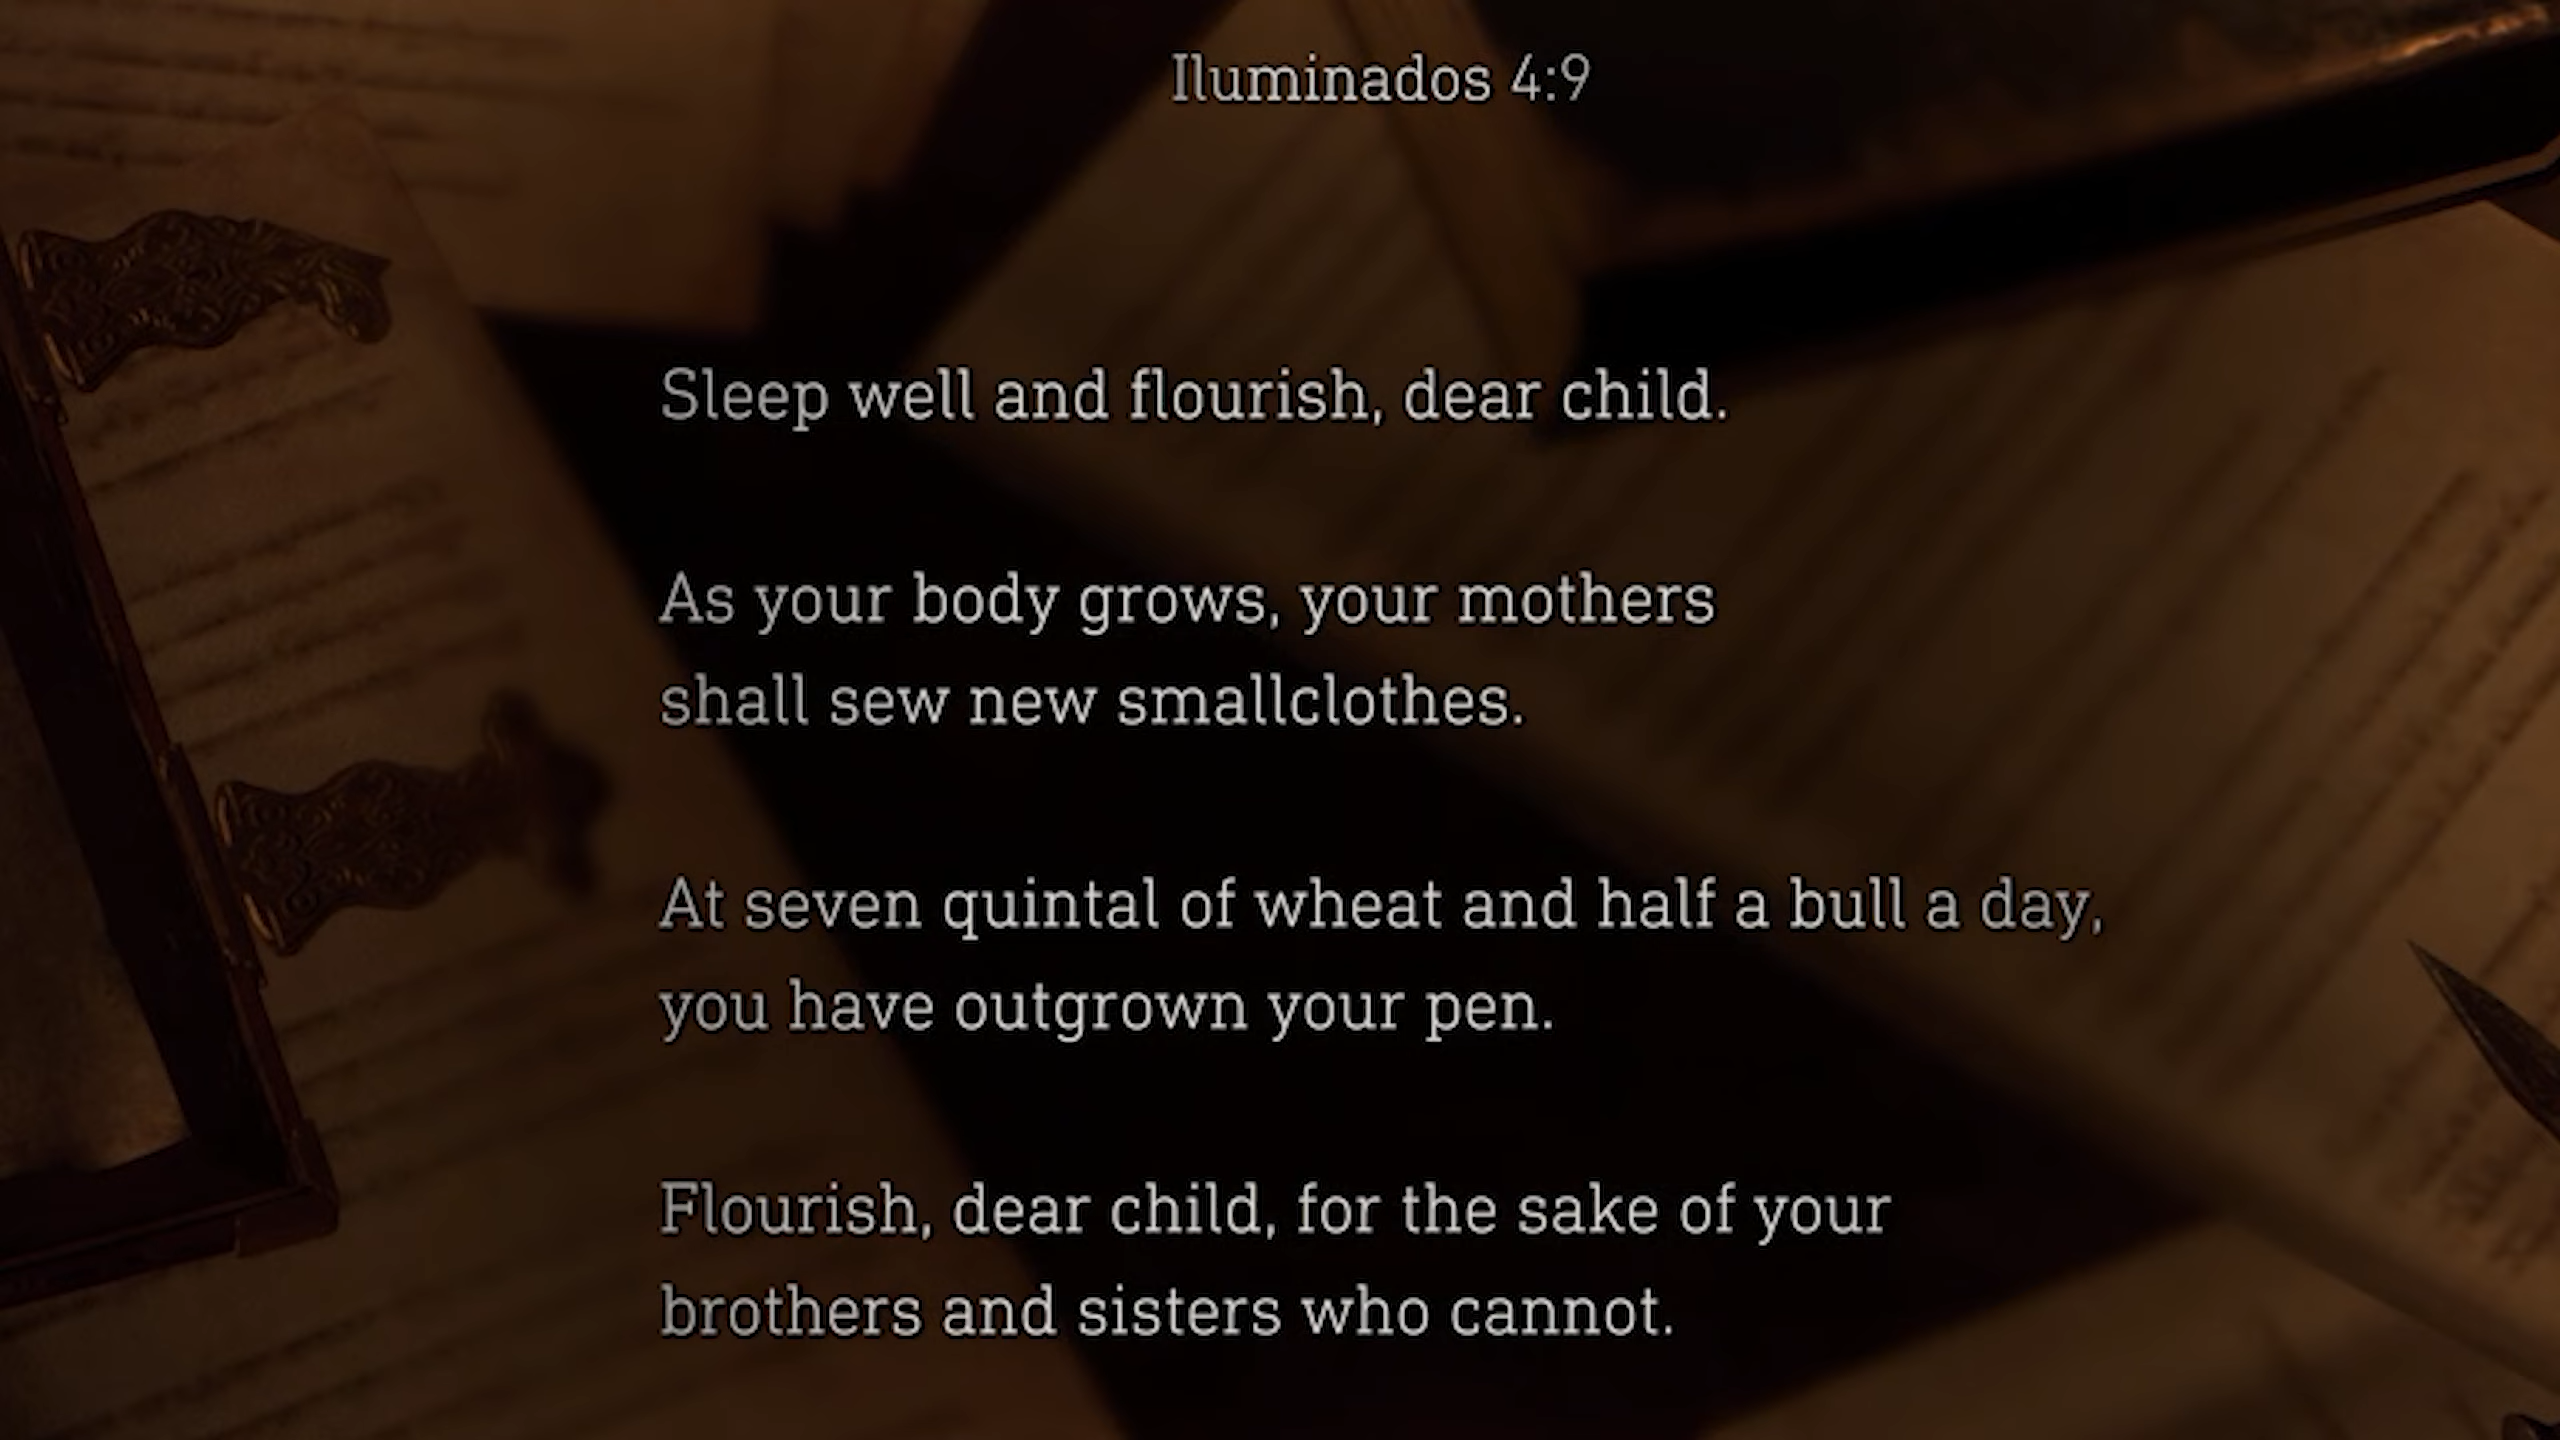 Iluminados 4:9
Sleep well and flourish, dear child.
As your body grows, your mothers
shall sew new smallclothes.
At seven quintal of wheat and half a bull a day,
you have outgrown your pen.
Flourish, dear child, for the sake of your
brothers and sisters who cannot.